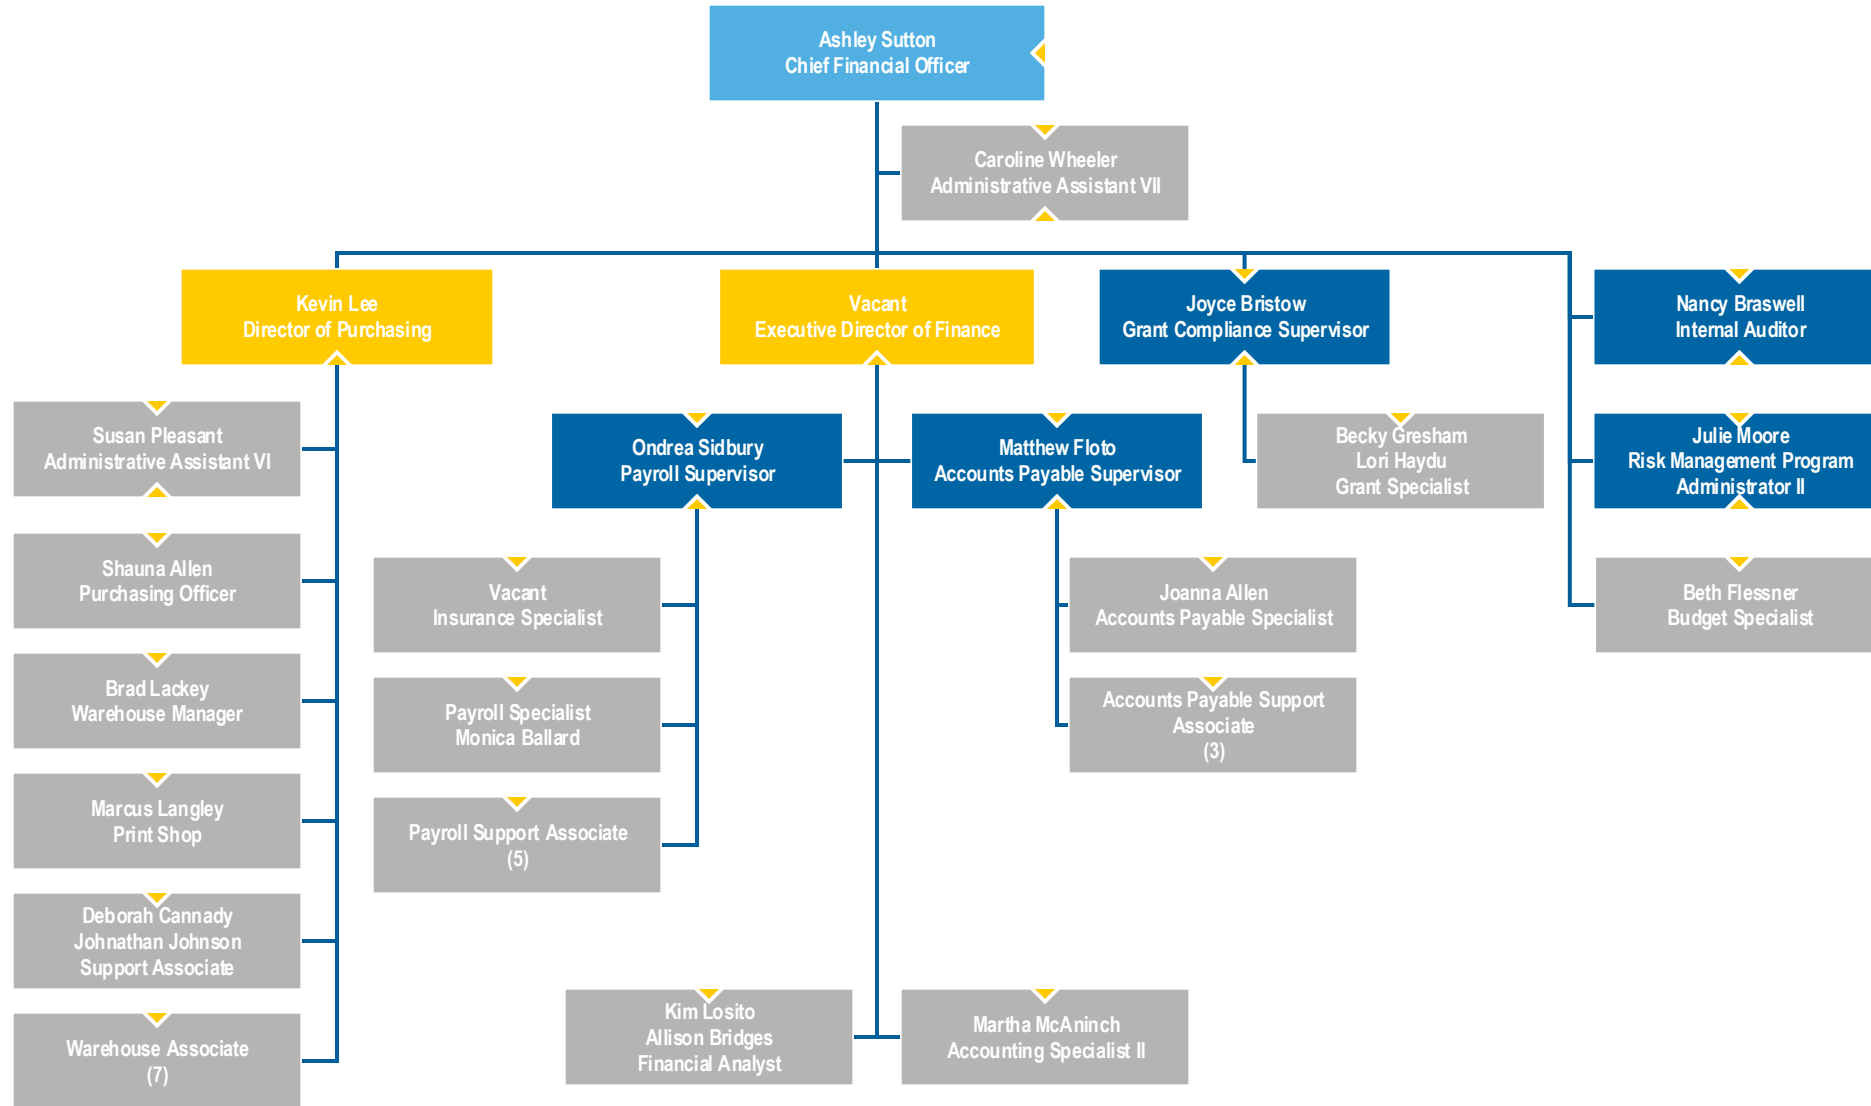 Ashley Sutton
Chief Financial Officer
Caroline Wheeler
Administrative Assistant VII
Kevin Lee
Director of Purchasing
Vacant
Executive Director of Finance
Joyce Bristow
Grant Compliance Supervisor
Nancy Braswell
Internal Auditor
Susan Pleasant
Administrative Assistant VI
Shauna Allen
Purchasing Officer
Brad Lackey
Warehouse Manager
Marcus Langley
Print Shop
Deborah Cannady
Johnathan Johnson
Support Associate
Warehouse Associate
(7)
Ondrea Sidbury
Payroll Supervisor
Vacant
Insurance Specialist
Payroll Specialist
Monica Ballard
Payroll Support Associate
(5)
Matthew Floto
Accounts Payable Supervisor
Joanna Allen
Accounts Payable Specialist
Accounts Payable Support
Associate
(3)
Kim Losito
Allison Bridges
Financial Analyst
Martha McAninch
Accounting Specialist II
Becky Gresham
Lori Haydu
Grant Specialist
Julie Moore
Risk Management Program
Administrator II
Beth Flessner
Budget Specialist